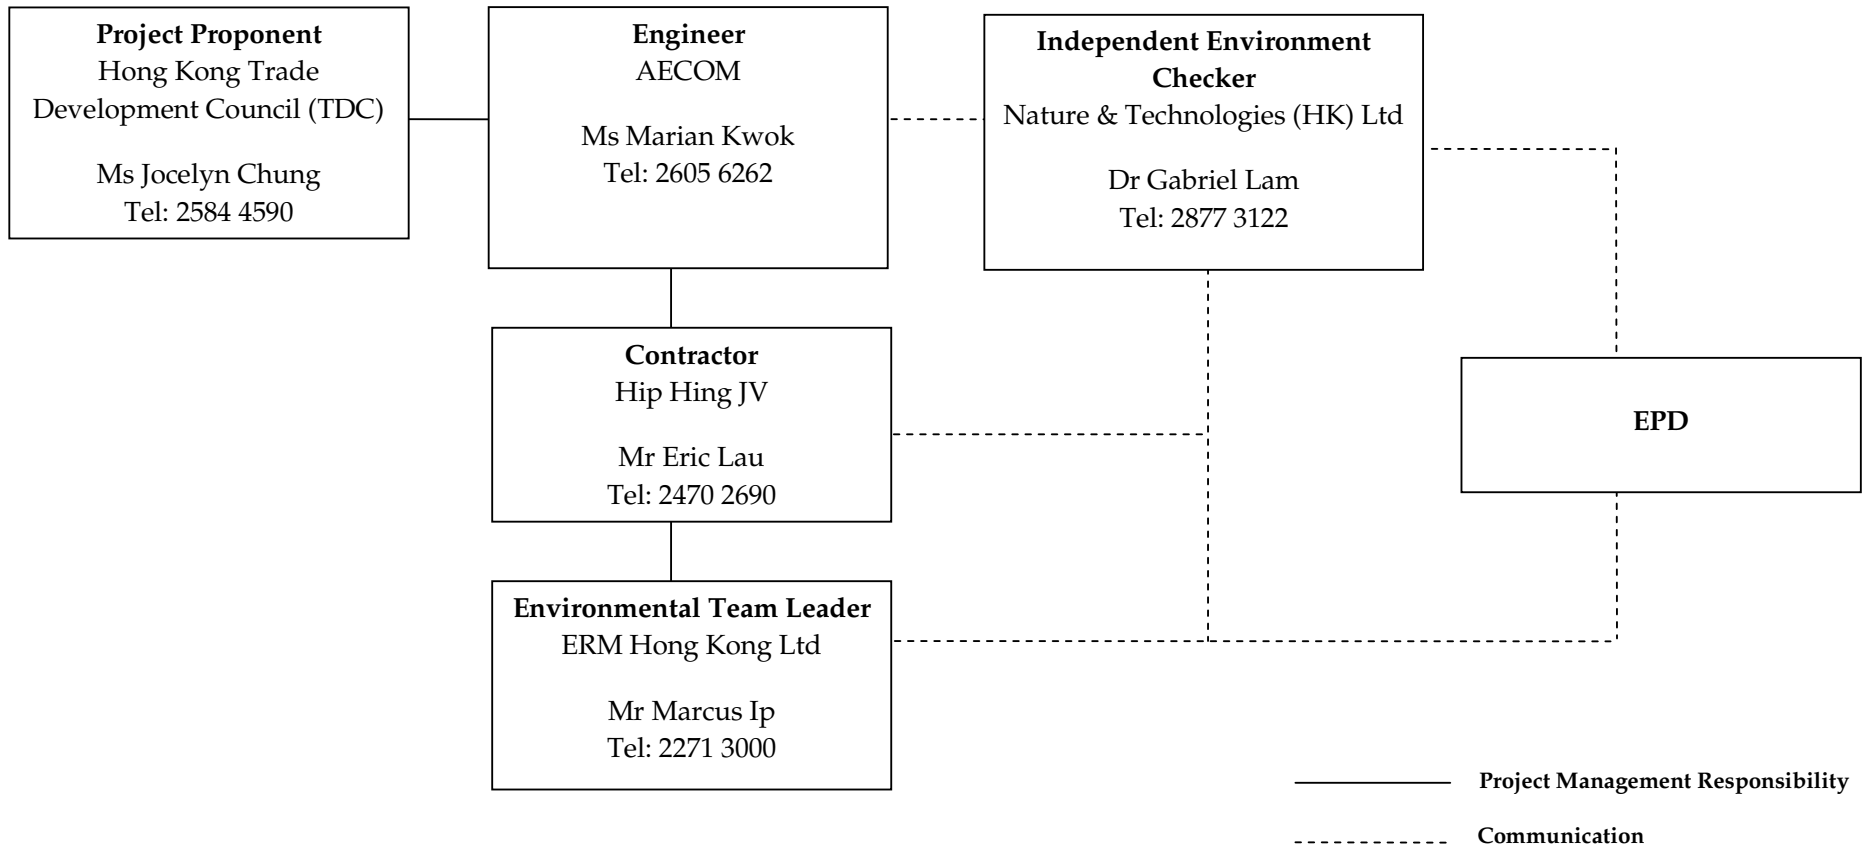 Project Proponent
Hong Kong Trade
Development Council (TDC)
Ms Jocelyn Chung
Tel: 2584 4590
Engineer
AECOM
Ms Marian Kwok
Tel: 2605 6262
Independent Environment
Checker
Nature & Technologies (HK) Ltd
Dr Gabriel Lam
Tel: 2877 3122
Contractor
Hip Hing JV
Mr Eric Lau
Tel: 2470 2690
EPD
Environmental Team Leader
ERM Hong Kong Ltd
Mr Marcus Ip
Tel: 2271 3000
Project Management Responsibility
Communication